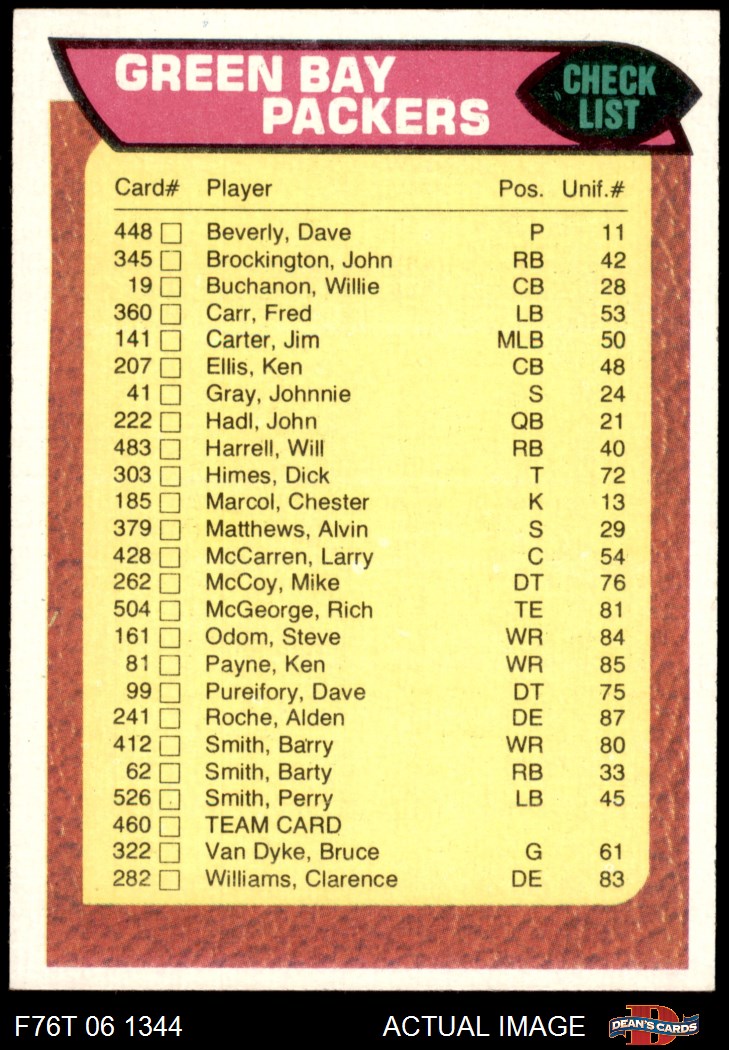 GREEN BAY
PACKERS
CHECK
LIST
Card# Player Pos. Unif.#
448 Beverly, Dave P 11
345 Brockington, John RB 42
19 Buchanon, Willie CB 28
360 Carr, Fred LB 53
141 Carter, Jim MLB 50
207 Ellis, Ken CB 48
41 Gray, Johnnie S 24
222 Hadl, John QB 21
483 Harrell, Will RB 40
303 Himes, Dick T 72
185 Marcol, Chester K 13
379 Matthews, Alvin S 29
428 McCarren, Larry C 54
262 McCoy, Mike DT 76
504 McGeorge, Rich TE 81
161 Odom, Steve WR 84
81 Payne, Ken WR 85
99 Pureifory, Dave DT 75
241 Roche, Alden DE 87
412 Smith, Barry WR 80
62 Smith, Barty RB 33
526 Smith, Perry LB 45
460 TEAM CARD
322 Van Dyke, Bruce G 61
282 Williams, Clarence DE 83
F76T 06 1344 ACTUAL IMAGE
D
DEAN'S CARDS